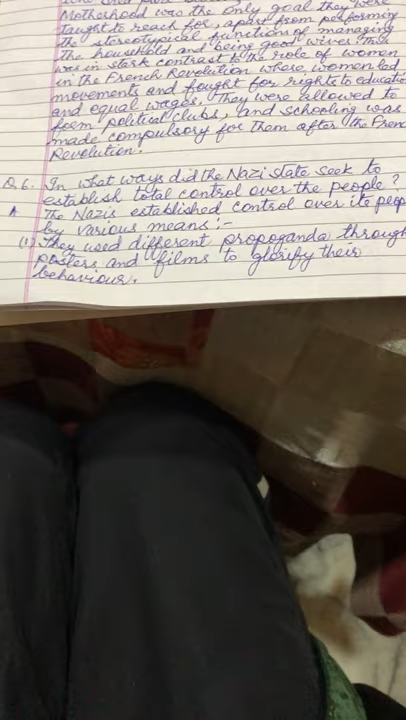 Motherhood was the only goal they were
taught to reach for, apart from performing
the stereotypical functions of managing
the household and being good wives. This
was in stark contrast to the role of women
in the French Revolution where women led
movements and fought for rights to education
and equal wages. They were allowed to
form political clubs, and schooling was
made compulsory for them after the French
Revolution.
Q 6. In what ways did the Nazi state seek to
establish total control over the people?
A The Nazis established control over its peop
by various means:-
(1) They used different propoganda through
posters and films to glorify their
behaviour.